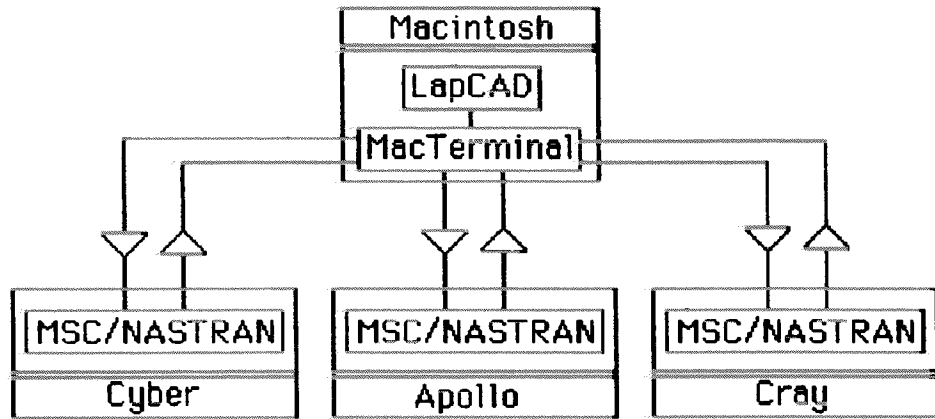 Macintosh
LapCAD
MacTerminal
MSC/NASTRAN
MSC/NASTRAN
MSC/NASTRAN
Cyber
Apollo
Cray